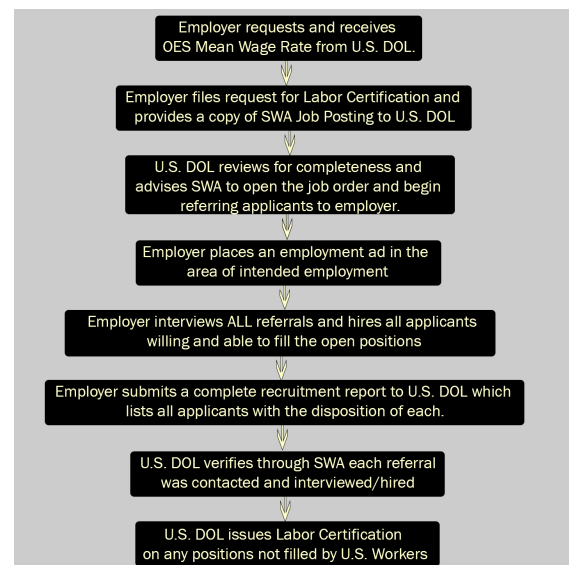 Employer requests and receives
OES Mean Wage Rate from U.S. DOL.
Employer files request for Labor Certification and
provides a copy of SWA Job Posting to U.S. DOL
U.S. DOL reviews for completeness and
advises SWA to open the job order and begin
referring applicants to employer.
Employer places an employment ad in the
area of intended employment
Employer interviews ALL referrals and hires all applicants
willing and able to fill the open positions
Employer submits a complete recruitment report to U.S. DOL which
lists all applicants with the disposition of each.
U.S. DOL verifies through SWA each referral
was contacted and interviewed/hired
U.S. DOL issues Labor Certification
on any positions not filled by U.S. Workers